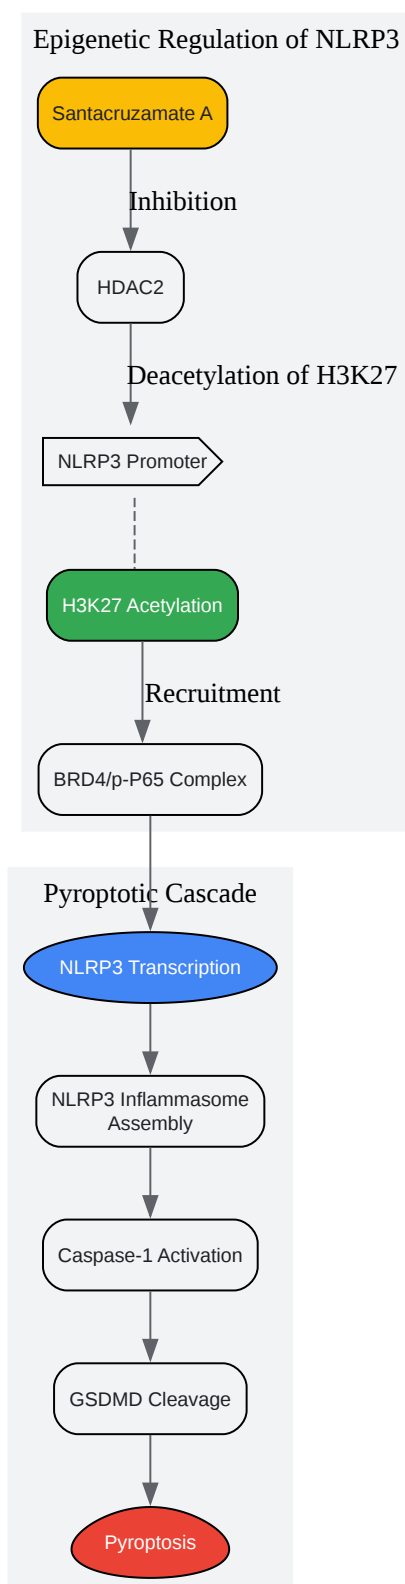 Epigenetic Regulation of NLRP3
Santacruzamate A
Inhibition
HDAC2
Deacetylation of H3K27
NLRP3 Promoter
H3K27 Acetylation
Recruitment
BRD4/p-P65 Complex
Pyroptotic Cascade
NLRP3 Transcription
NLRP3 Inflammasome
Assembly
Caspase-1 Activation
GSDMD Cleavage
Pyroptosis